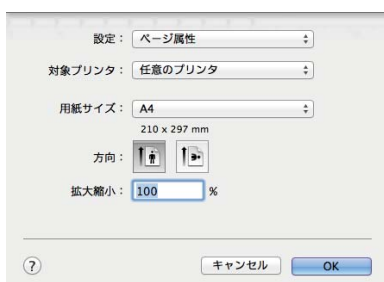 設定： ページ属性
対象プリンタ： 任意のプリンタ
用紙サイズ： A4
210 x 297 mm
方向：
拡大縮小： 100 %
? キャンセル OK